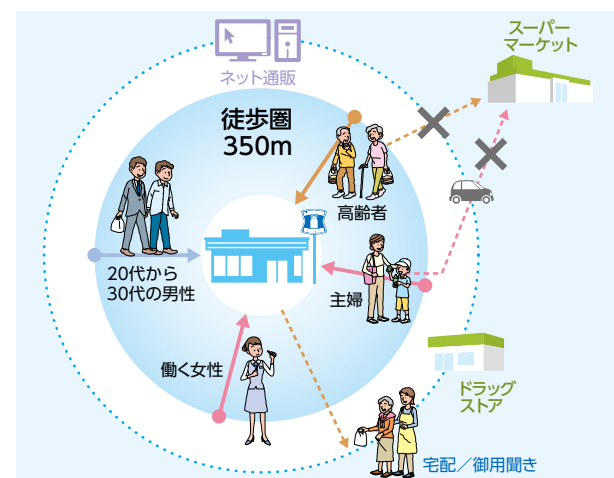 スーパー
マーケット
ネット通販
徒歩圏
350m
高齢者
20代から
30代の男性
主婦
働く女性
ドラッグ
ストア
宅配／御用聞き